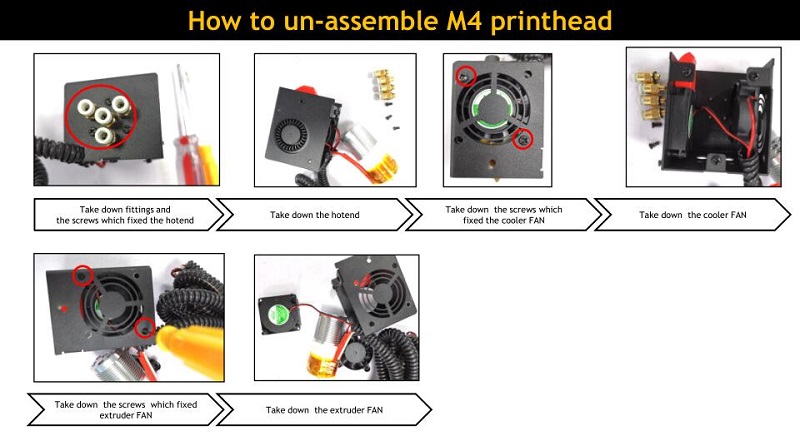 How to un-assemble M4 printhead
Take down fittings and
the screws which fixed the hotend
Take down the hotend
Take down the screws which
fixed the cooler FAN
Take down the cooler FAN
Take down the screws which fixed
extruder FAN
Take down the extruder FAN